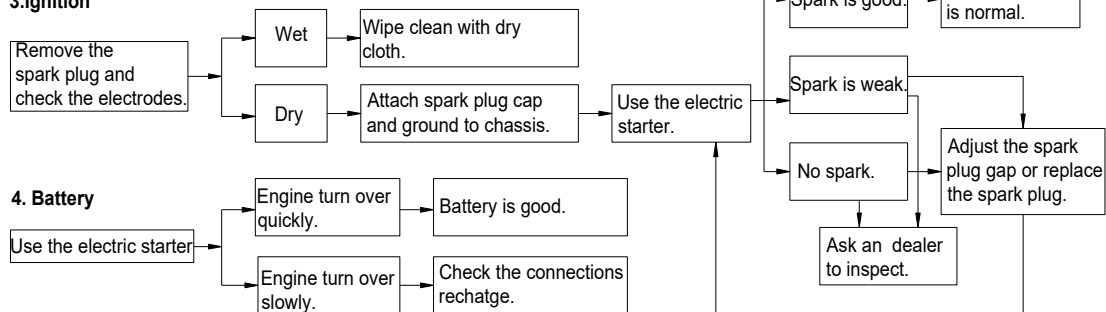 3.Ignition
Remove the
spark plug and
check the electrodes.
Wet
Wipe clean with dry
cloth.
Dry
Attach spark plug cap
and ground to chassis.
Use the electric
starter.
Spark is good.
is normal.
Spark is weak.
No spark.
Adjust the spark
plug gap or replace
the spark plug.
Ask an dealer
to inspect.
4. Battery
Use the electric starter
Engine turn over
quickly.
Battery is good.
Engine turn over
slowly.
Check the connections
rechatge.